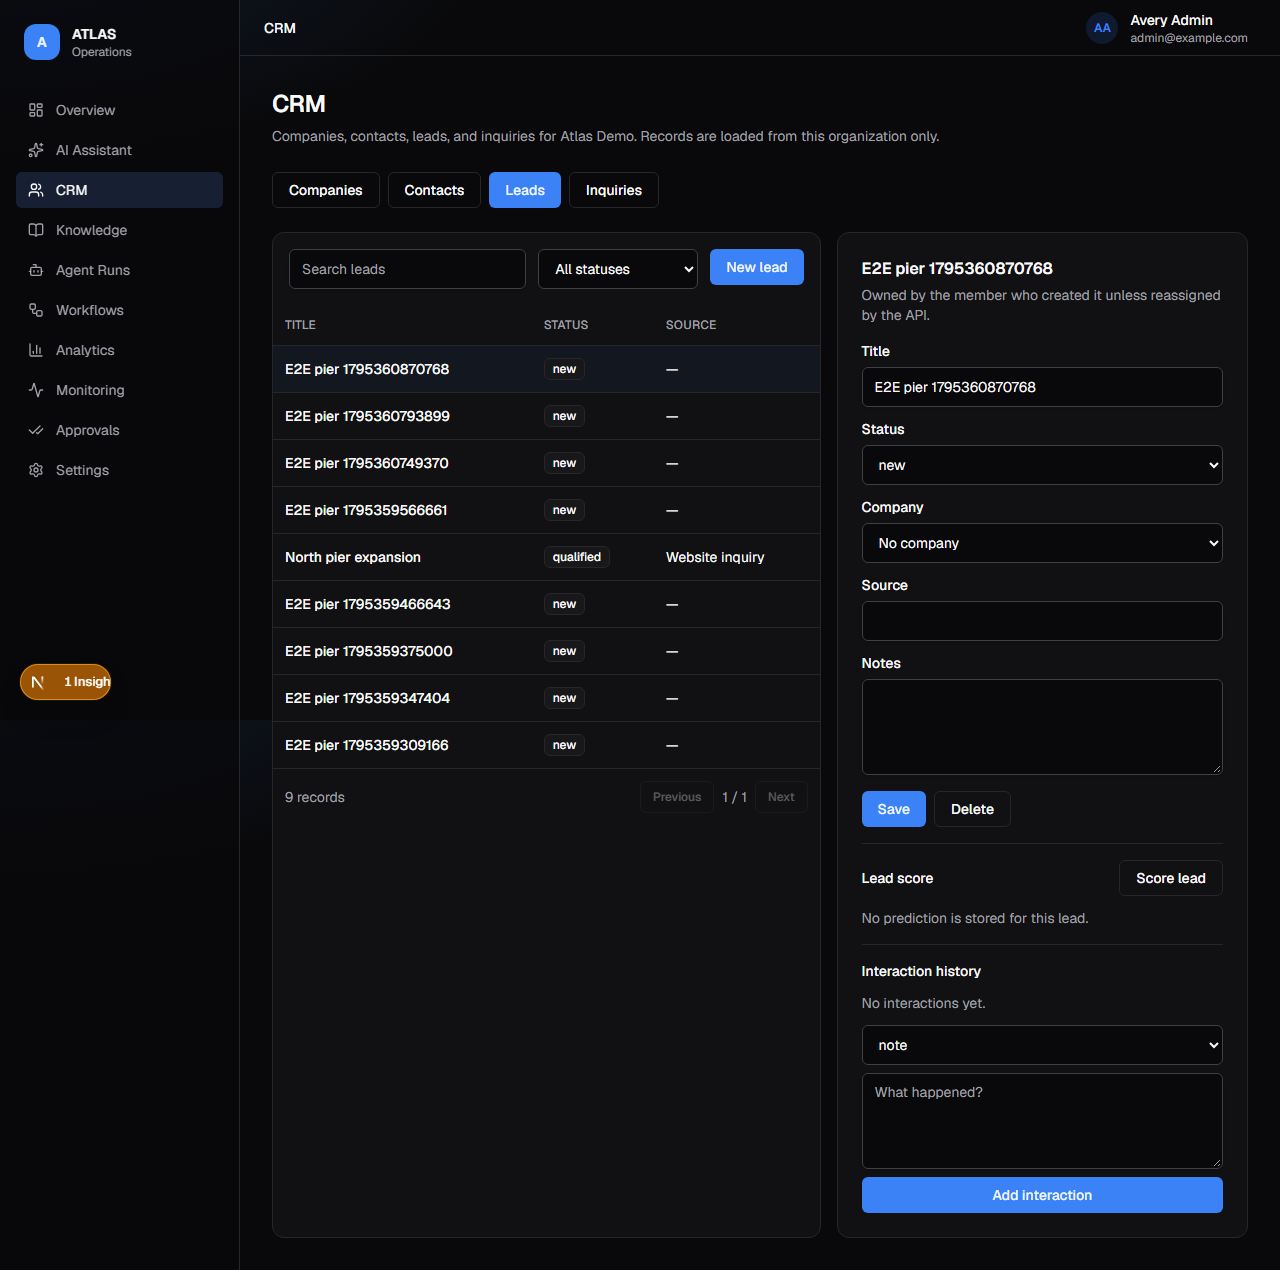 A
ATLAS
Operations
Overview
AI Assistant
CRM
Knowledge
Agent Runs
Workflows
Analytics
Monitoring
Approvals
Settings
1 Insigh
CRM
AA
Avery Admin
admin@example.com
CRM
Companies, contacts, leads, and inquiries for Atlas Demo. Records are loaded from this organization only.
Companies
Contacts
Leads
Inquiries
Search leads
All statuses
New lead
TITLE STATUS SOURCE
E2E pier 1795360870768 new —
E2E pier 1795360793899 new —
E2E pier 1795360749370 new —
E2E pier 1795359566661 new —
North pier expansion qualified Website inquiry
E2E pier 1795359466643 new —
E2E pier 1795359375000 new —
E2E pier 1795359347404 new —
E2E pier 1795359309166 new —
9 records
Previous
1 / 1
Next
E2E pier 1795360870768
Owned by the member who created it unless reassigned
by the API.
Title
E2E pier 1795360870768
Status
new
Company
No company
Source
Notes
Save
Delete
Lead score
Score lead
No prediction is stored for this lead.
Interaction history
No interactions yet.
note
What happened?
Add interaction